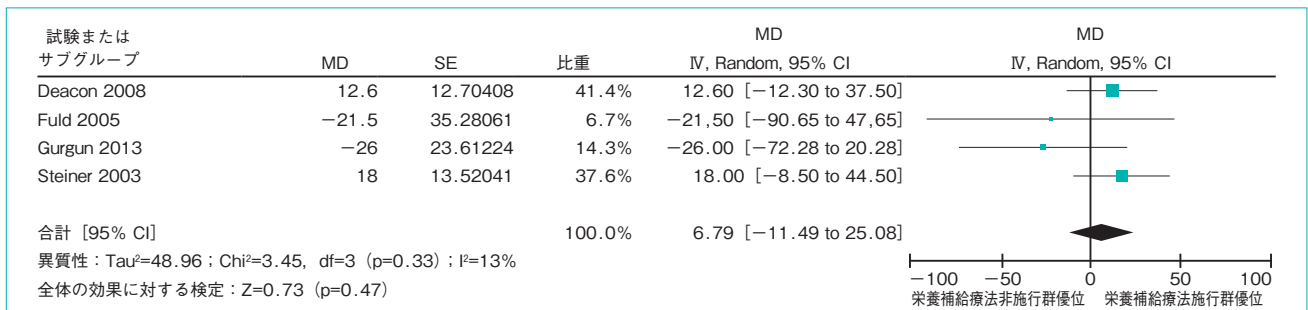 試験または MD MD
サブグループ MD SE 比重 Ⅳ, Random, 95% CI Ⅳ, Random, 95% CI
Deacon 2008 12.6 12.70408 41.4% 12.60 [−12.30 to 37.50]
Fuld 2005 −21.5 35.28061 6.7% −21,50 [−90.65 to 47,65]
Gurgun 2013 −26 23.61224 14.3% −26.00 [−72.28 to 20.28]
Steiner 2003 18 13.52041 37.6% 18.00 [−8.50 to 44.50]
合計 [95% CI] 100.0% 6.79 [−11.49 to 25.08]
異質性:Tau²=48.96;Chi²=3.45, df=3 (p=0.33);I²=13%
全体の効果に対する検定:Z=0.73 (p=0.47)
−100 −50 0 50 100
栄養補給療法非施行群優位 栄養補給療法施行群優位